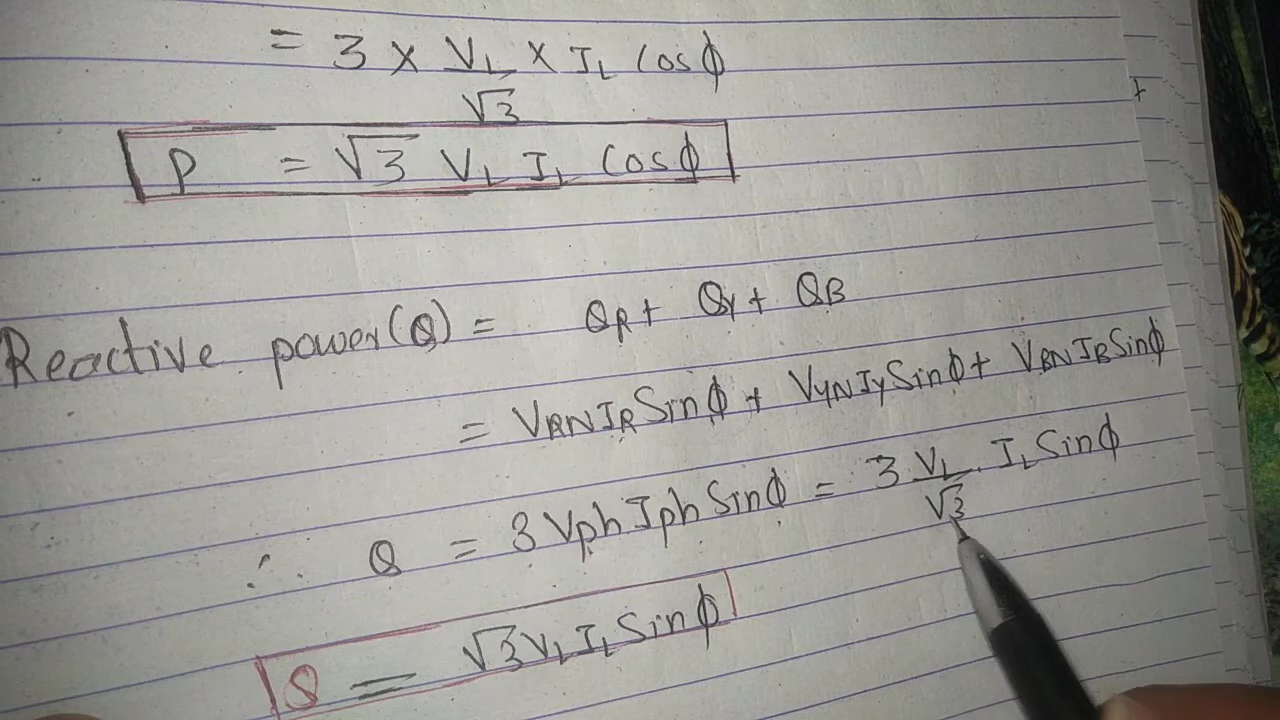 = 3 × V_L/√3 × I_L Cosϕ
P = √3 V_L I_L Cosϕ
Reactive power(Q) = Q_R + Q_Y + Q_B
= V_RN I_R Sinϕ + V_YN I_Y Sinϕ + V_BN I_B Sinϕ
∴ Q = 3 Vph Iph Sinϕ = 3 V_L/√3 . I_L Sinϕ
Q = √3 V_L I_L Sinϕ